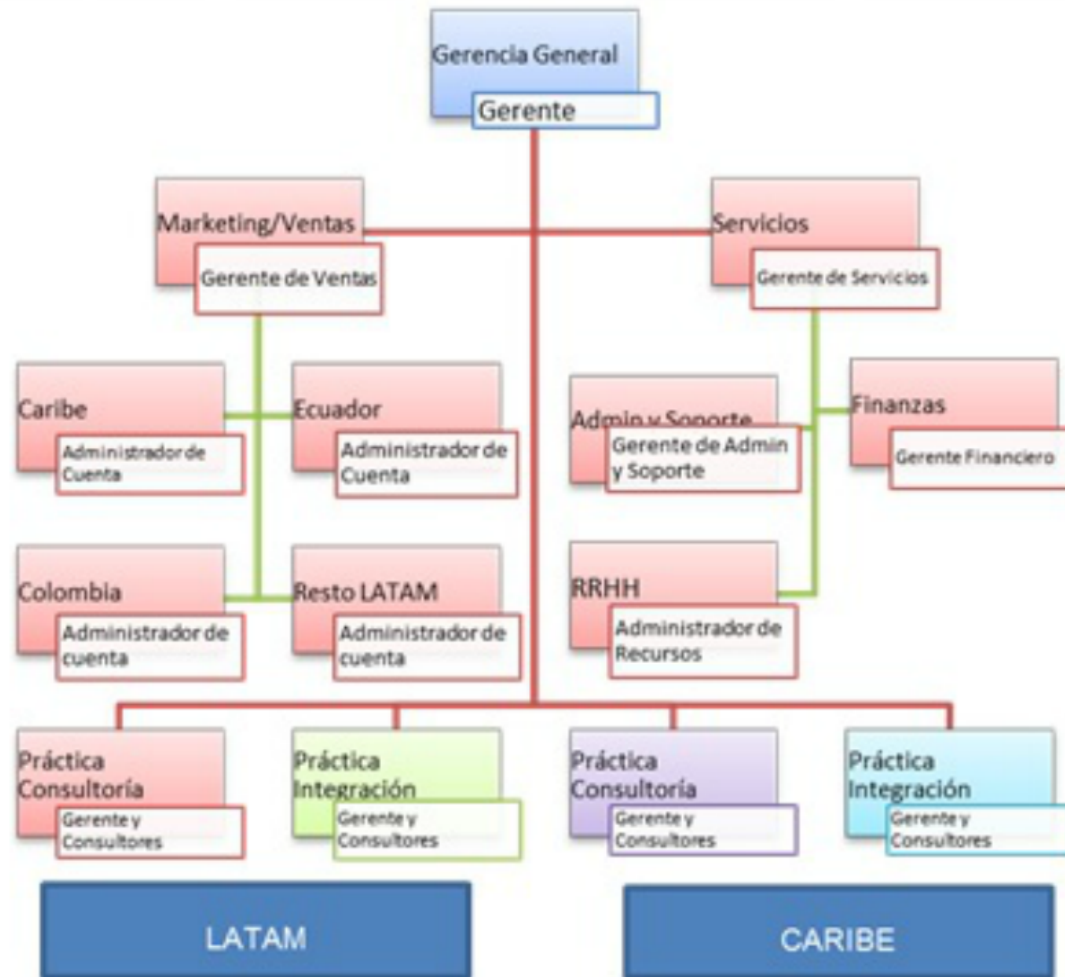 Gerencia General
Gerente
Marketing/Ventas
Gerente de Ventas
Servicios
Gerente de Servicios
Caribe
Administrador de
Cuenta
Ecuador
Administrador de
Cuenta
Admin y Soporte
Gerente de Admin
y Soporte
Finanzas
Gerente Financiero
Colombia
Administrador de
cuenta
Resto LATAM
Administrador de
cuenta
RRHH
Administrador de
Recursos
Práctica
Consultoría
Gerente y
Consultores
Práctica
Integración
Gerente y
Consultores
Práctica
Consultoría
Gerente y
Consultores
Práctica
Integración
Gerente y
Consultores
LATAM
CARIBE